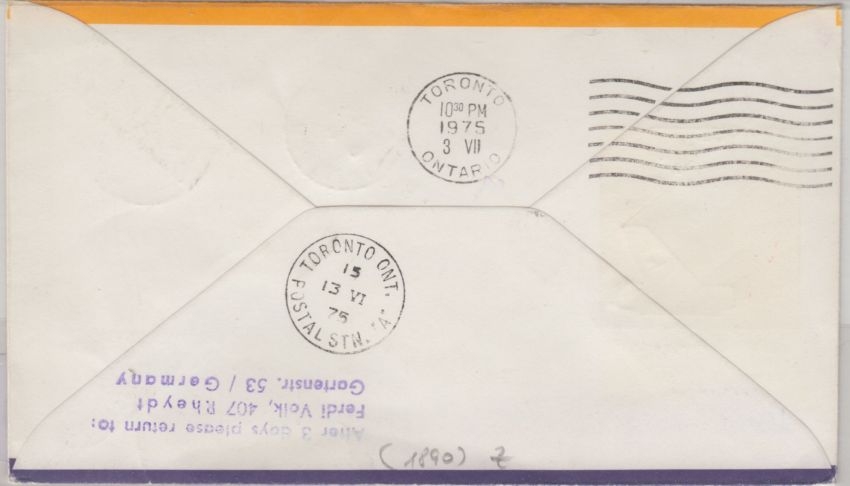 TORONTO
10³⁰ PM
1975
3 VII
ONTARIO
TORONTO ONT.
15
13 VI
75
POSTAL STN. "A"
After 3 days please return to:
Ferdi Volk, 407 Rheydt
Gartenstr. 53 / Germany
(1890) Z